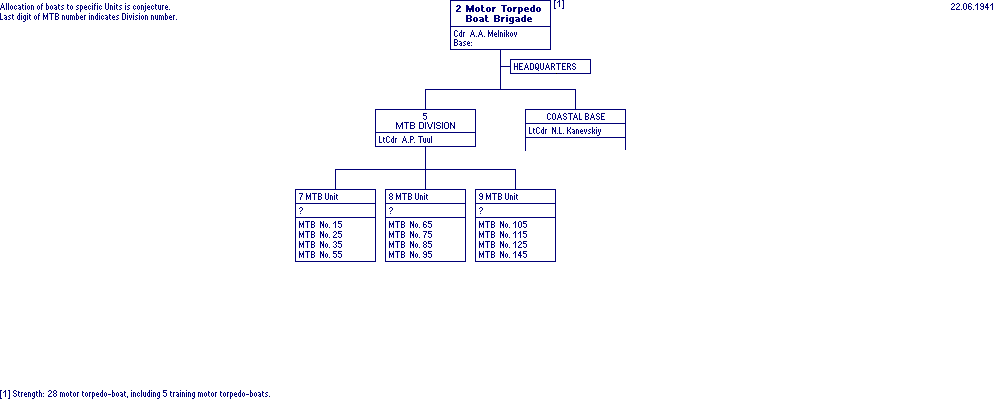 Allocation of boats to specific Units is conjecture.
Last digit of MTB number indicates Division number.
22.06.1941
2 Motor Torpedo
Boat Brigade
[1]
Cdr A.A. Melnikov
Base:
HEADQUARTERS
5
MTB DIVISION
LtCdr A.P. Tuul
COASTAL BASE
LtCdr N.L. Kanevskiy
7 MTB Unit
?
MTB No. 15
MTB No. 25
MTB No. 35
MTB No. 55
8 MTB Unit
?
MTB No. 65
MTB No. 75
MTB No. 85
MTB No. 95
9 MTB Unit
?
MTB No. 105
MTB No. 115
MTB No. 125
MTB No. 145
[1] Strength: 28 motor torpedo-boat, including 5 training motor torpedo-boats.